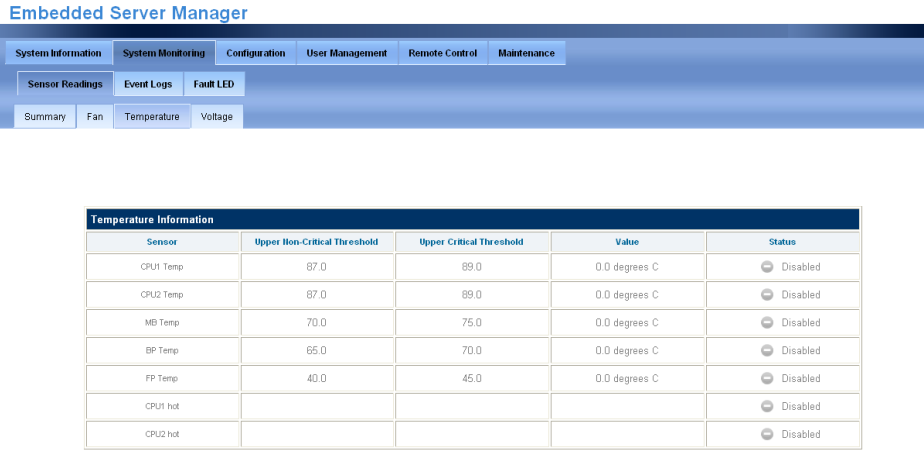 Embedded Server Manager
System Information System Monitoring Configuration User Management Remote Control Maintenance
Sensor Readings Event Logs Fault LED
Summary Fan Temperature Voltage
Temperature Information
Sensor Upper Non-Critical Threshold Upper Critical Threshold Value Status
CPU1 Temp 87.0 89.0 0.0 degrees C Disabled
CPU2 Temp 87.0 89.0 0.0 degrees C Disabled
MB Temp 70.0 75.0 0.0 degrees C Disabled
BP Temp 65.0 70.0 0.0 degrees C Disabled
FP Temp 40.0 45.0 0.0 degrees C Disabled
CPU1 hot Disabled
CPU2 hot Disabled